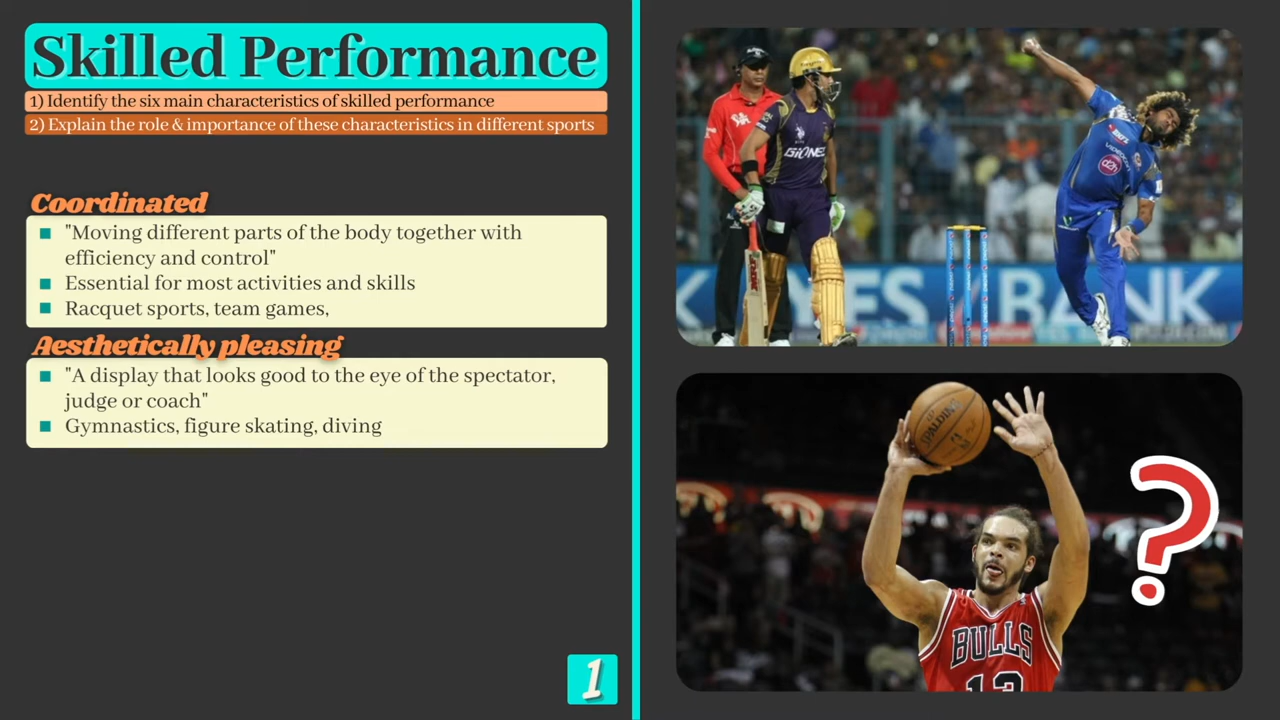 Skilled Performance
1) Identify the six main characteristics of skilled performance
2) Explain the role & importance of these characteristics in different sports
Coordinated
"Moving different parts of the body together with
efficiency and control"
Essential for most activities and skills
Racquet sports, team games,
Aesthetically pleasing
"A display that looks good to the eye of the spectator,
judge or coach"
Gymnastics, figure skating, diving
1
GiONEE
VIDEOCON
d2h
YES BANK
SPALDING
?
BULLS
13